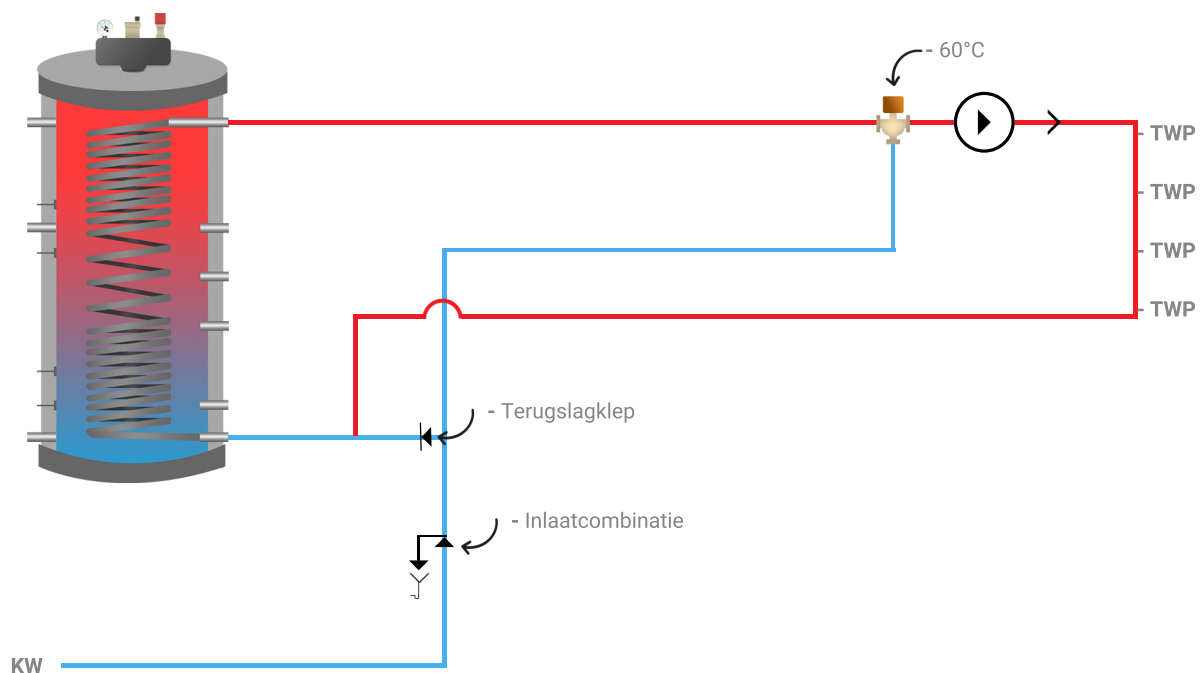 - 60°C
- TWP
- TWP
- TWP
- TWP
- Terugslagklep
- Inlaatcombinatie
KW